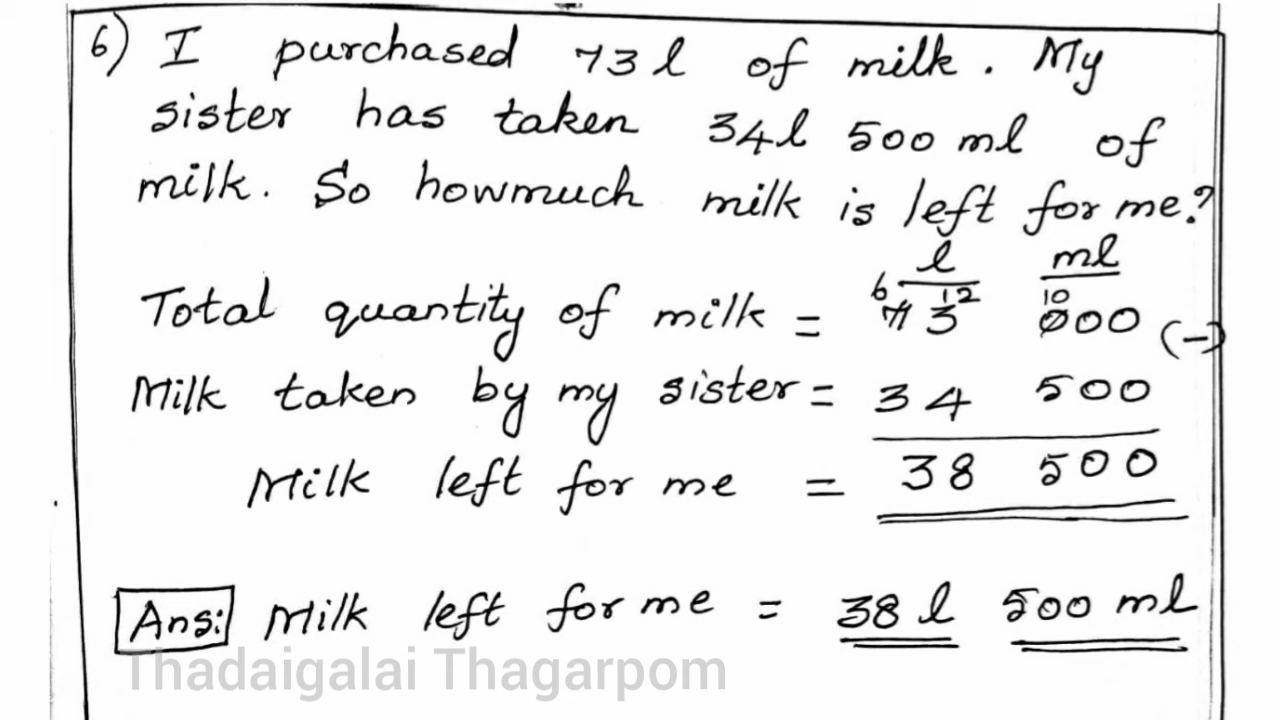 6) I purchased 73 l of milk. My
sister has taken 34l 500 ml of
milk. So howmuch milk is left for me?
l ml
6 12 10
Total quantity of milk = 73 000 (-)
Milk taken by my sister = 34 500
Milk left for me = 38 500
Ans: Milk left for me = 38 l 500 ml
Thadaigalai Thagarpom